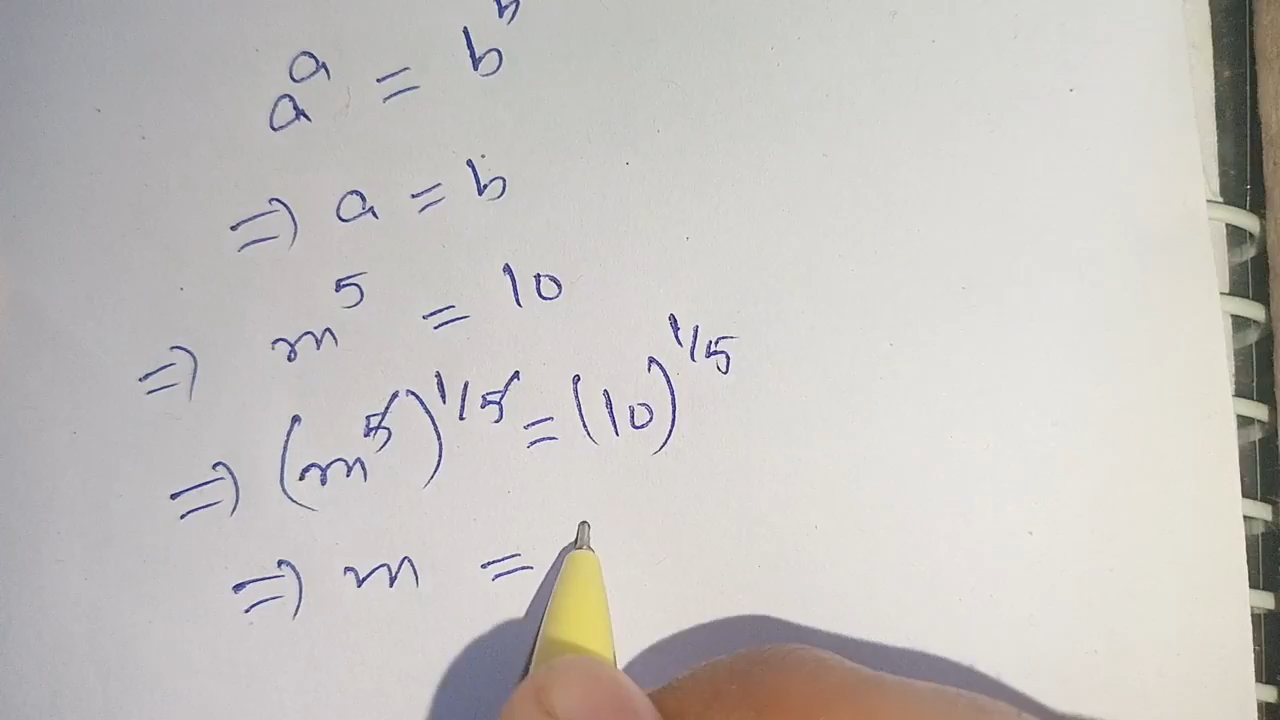 a^a = b^b
⇒ a = b
⇒ m^5 = 10
⇒ (m^5)^1/5 = (10)^1/5
⇒ m =